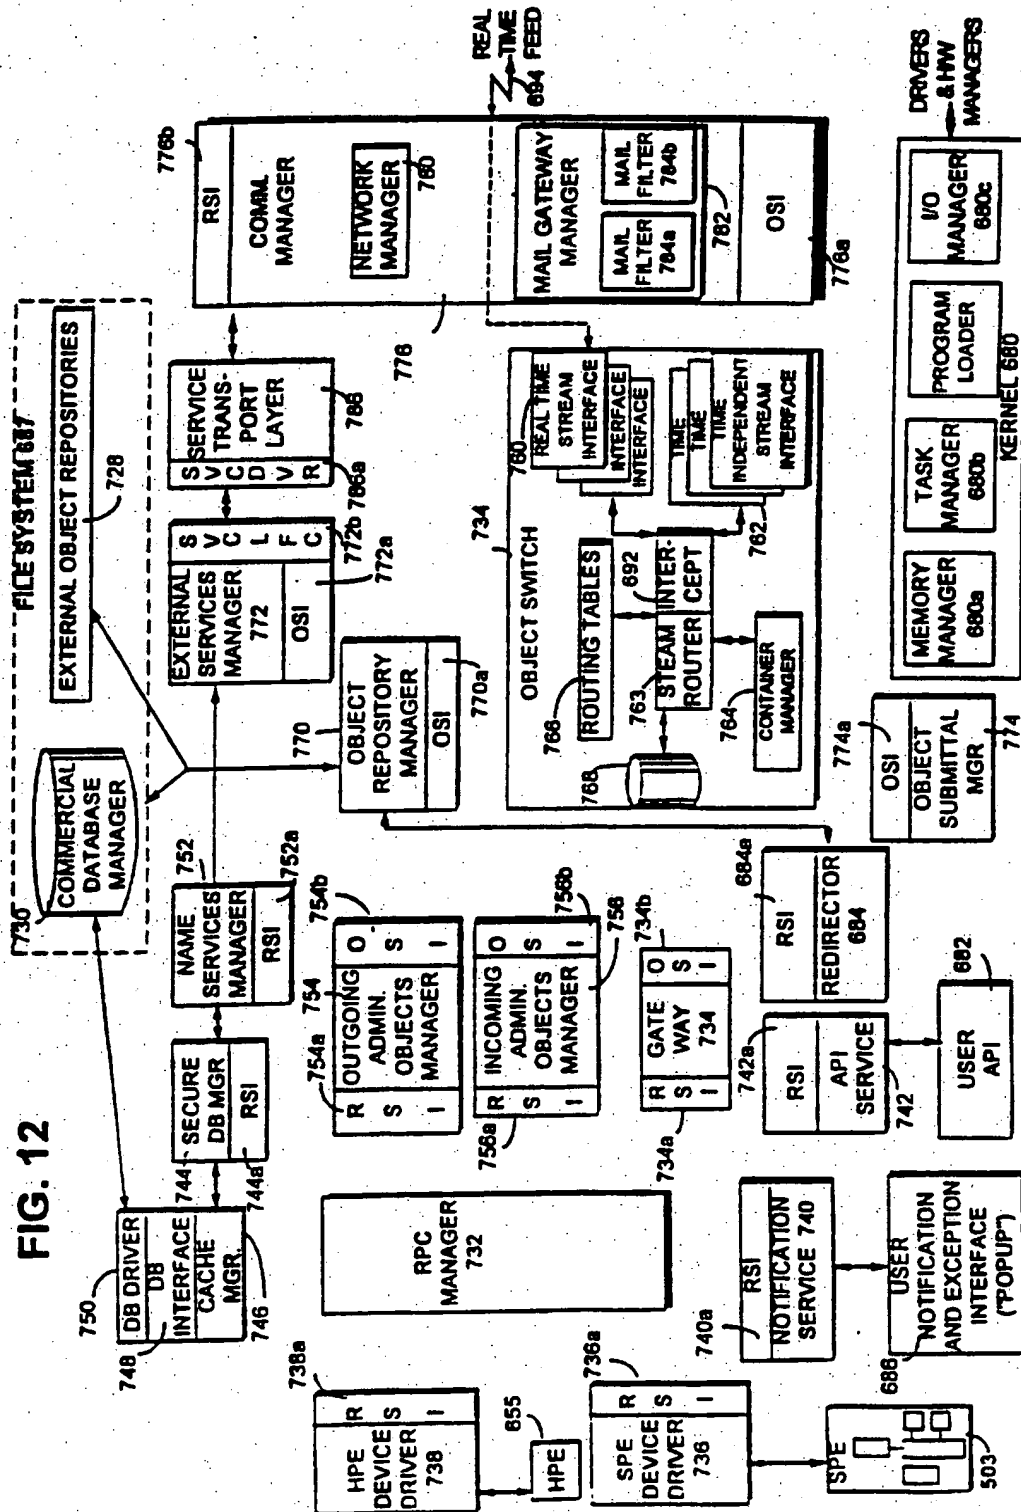 FIG. 12
FILE SYSTEM 687
EXTERNAL OBJECT REPOSITORIES
728
COMMERCIAL
DATABASE
MANAGER
730
750
DB DRIVER
DB
INTERFACE
CACHE
MGR.
748
746
744
SECURE
DB MGR
RSI
744a
NAME
SERVICES
MANAGER
RSI
752
752a
EXTERNAL
SERVICES
MANAGER
772
OSI
S
V
C
L
F
C
772b
772a
S
V
C
D
V
R
SERVICE
TRANS-
PORT
LAYER
786
786a
776b
RSI
COMM
MANAGER
NETWORK
MANAGER
780
776
MAIL GATEWAY
MANAGER
MAIL
FILTER
784a
MAIL
FILTER
784b
782
OSI
776a
REAL
TIME
FEED
694
770
OBJECT
REPOSITORY
MANAGER
OSI
770a
738a
HPE
DEVICE
DRIVER
738
R
S
I
655
HPE
RPC
MANAGER
732
754a
754
754b
R
S
I
OUTGOING
ADMIN.
OBJECTS
MANAGER
O
S
I
756a
R
S
I
INCOMING
ADMIN.
OBJECTS
MANAGER
O
S
I
756b
756
734
OBJECT SWITCH
766
ROUTING TABLES
760
REAL TIME
STREAM
INTERFACE
INTERFACE
INTERFACE
TIME
TIME
TIME
INDEPENDENT
STREAM
INTERFACE
762
692
763
STEAM
ROUTER
INTER-
CEPT
768
764
CONTAINER
MANAGER
736a
SPE
DEVICE
DRIVER
736
R
S
I
SPE
503
734a
R
S
I
GATE
WAY
734
O
S
I
734b
740a
RSI
NOTIFICATION
SERVICE 740
686
USER
NOTIFICATION
AND EXCEPTION
INTERFACE
("POPUP")
742a
RSI
API
SERVICE
742
USER
API
682
684a
RSI
REDIRECTOR
684
774a
OSI
OBJECT
SUBMITTAL
MGR
774
MEMORY
MANAGER
680a
TASK
MANAGER
680b
PROGRAM
LOADER
I/O
MANAGER
680c
KERNEL 680
DRIVERS
& HW
MANAGERS